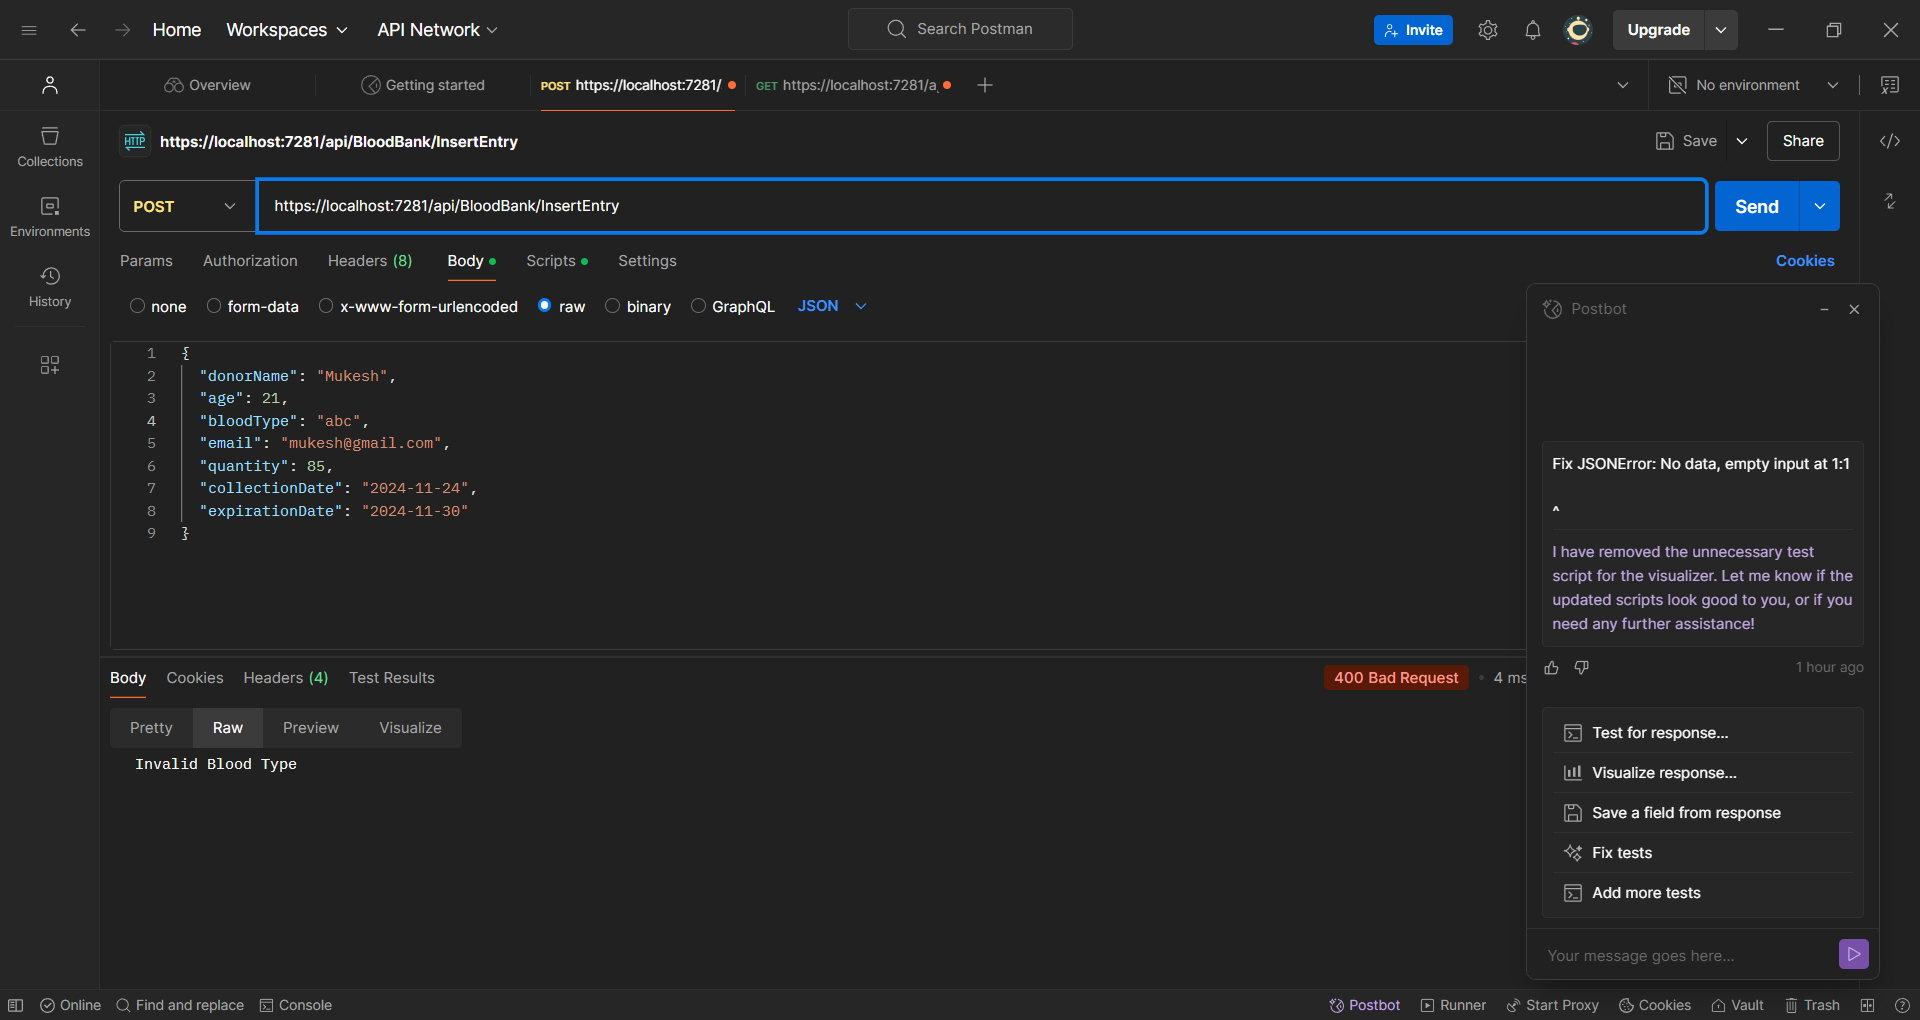 Home Workspaces API Network Search Postman Invite Upgrade
Overview Getting started POST https://localhost:7281/ GET https://localhost:7281/a No environment
HTTP https://localhost:7281/api/BloodBank/InsertEntry Save Share
Collections
POST https://localhost:7281/api/BloodBank/InsertEntry Send
Environments
Params Authorization Headers (8) Body Scripts Settings Cookies
History
none form-data x-www-form-urlencoded raw binary GraphQL JSON
1 {
2 "donorName": "Mukesh",
3 "age": 21,
4 "bloodType": "abc",
5 "email": "mukesh@gmail.com",
6 "quantity": 85,
7 "collectionDate": "2024-11-24",
8 "expirationDate": "2024-11-30"
9 }
Body Cookies Headers (4) Test Results 400 Bad Request 4 ms
Pretty Raw Preview Visualize
Invalid Blood Type
Postbot
Fix JSONError: No data, empty input at 1:1
^
I have removed the unnecessary test
script for the visualizer. Let me know if the
updated scripts look good to you, or if you
need any further assistance!
1 hour ago
Test for response...
Visualize response...
Save a field from response
Fix tests
Add more tests
Your message goes here...
Online Find and replace Console Postbot Runner Start Proxy Cookies Vault Trash